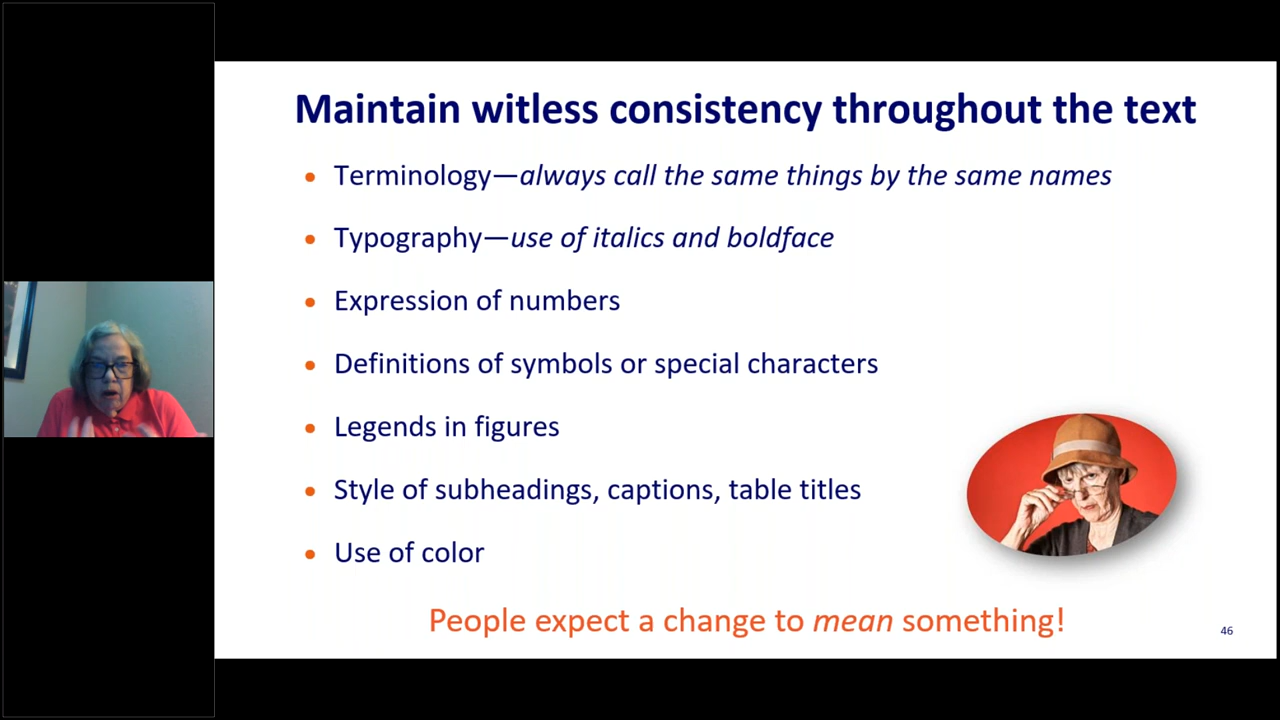 Maintain witless consistency throughout the text
• Terminology—always call the same things by the same names
• Typography—use of italics and boldface
• Expression of numbers
• Definitions of symbols or special characters
• Legends in figures
• Style of subheadings, captions, table titles
• Use of color
People expect a change to mean something!
46